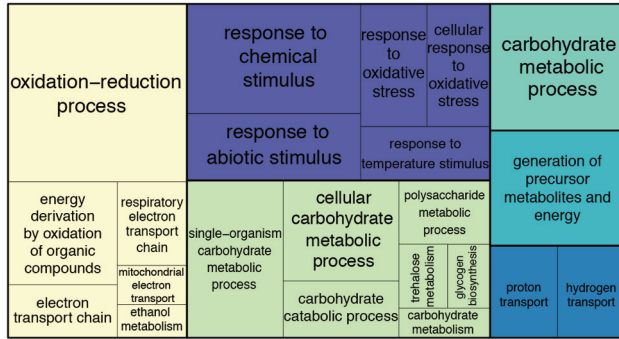 oxidation−reduction
process
energy
derivation
by oxidation
of organic
compounds
respiratory
electron
transport
chain
mitochondrial
electron
transport
electron
transport chain
ethanol
metabolism
response to
chemical
stimulus
response to
abiotic stimulus
response
to
oxidative
stress
cellular
response
to
oxidative
stress
response to
temperature stimulus
single−organism
carbohydrate
metabolic
process
cellular
carbohydrate
metabolic
process
carbohydrate
catabolic process
polysaccharide
metabolic
process
trehalose
metabolism
glycogen
biosynthesis
carbohydrate
metabolism
carbohydrate
metabolic
process
generation of
precursor
metabolites and
energy
proton
transport
hydrogen
transport